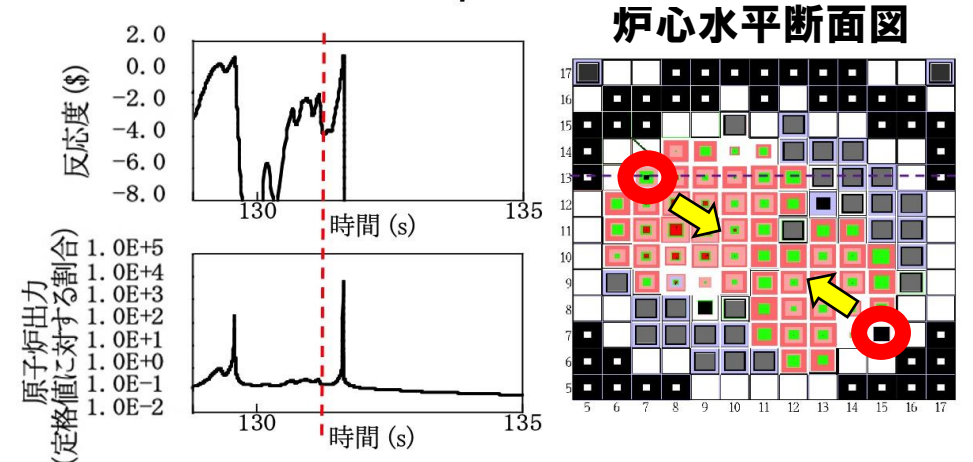 炉心水平断面図
2.0
0.0
-2.0
-4.0
-6.0
-8.0
反応度 ($)
130
135
時間 (s)
1.0E+5
1.0E+4
1.0E+3
1.0E+2
1.0E+1
1.0E+0
1.0E-1
1.0E-2
原子炉出力
(定格値に対する割合)
130
135
時間 (s)
17
16
15
14
13
12
11
10
9
8
7
6
5
5 6 7 8 9 10 11 12 13 14 15 16 17